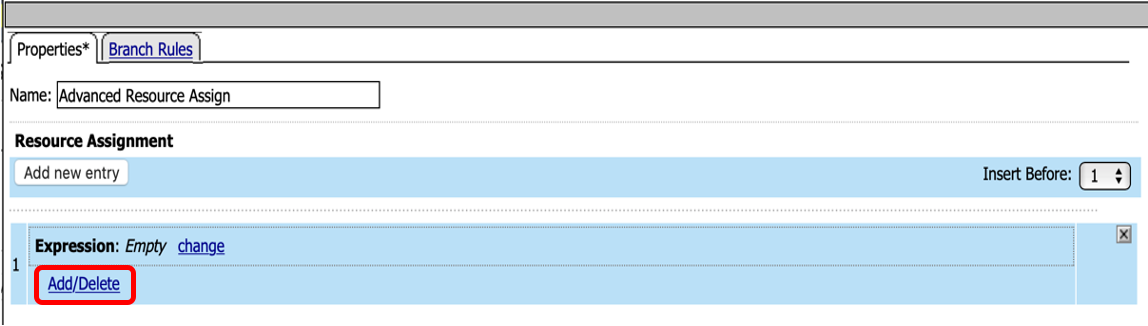 Properties* Branch Rules
Name: Advanced Resource Assign
Resource Assignment
Add new entry Insert Before: 1
Expression: Empty change
1
Add/Delete